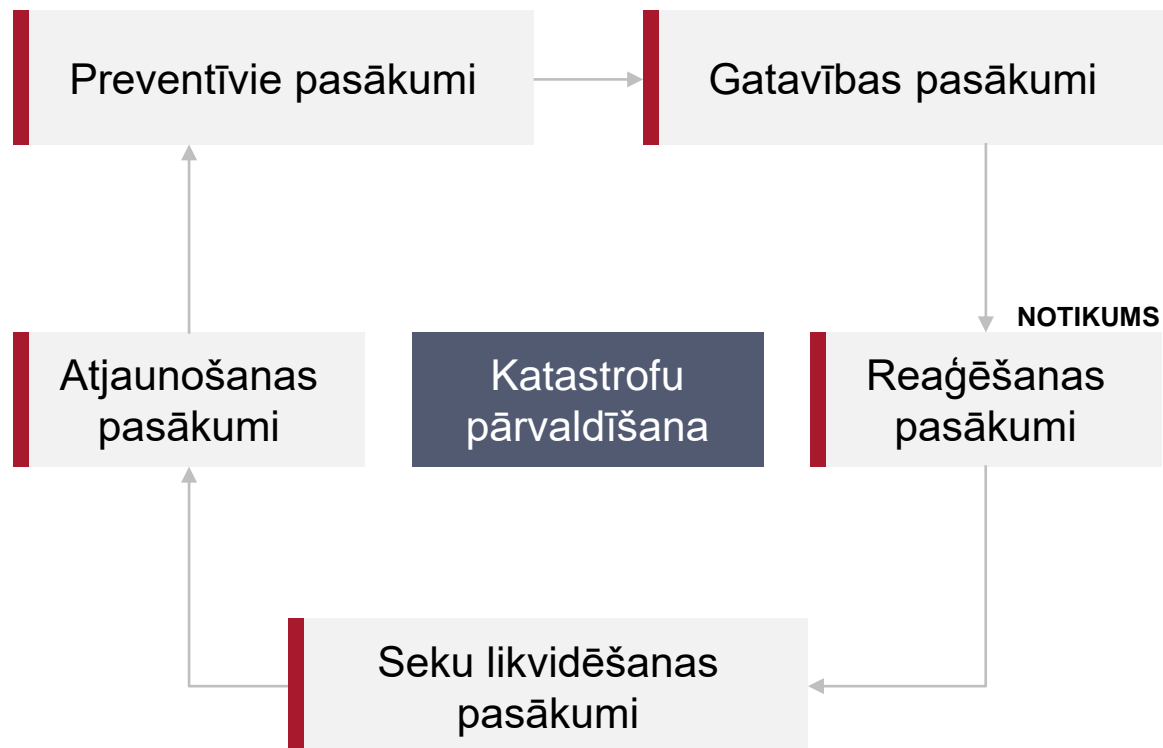 Preventīvie pasākumi
Gatavības pasākumi
NOTIKUMS
Atjaunošanas
pasākumi
Katastrofu
pārvaldīšana
Reaģēšanas
pasākumi
Seku likvidēšanas
pasākumi